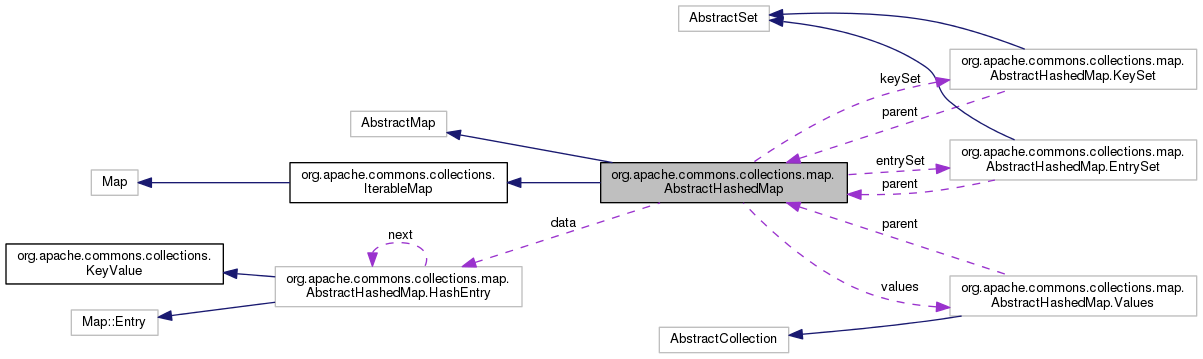 AbstractSet
org.apache.commons.collections.map.
AbstractHashedMap.KeySet
keySet
parent
AbstractMap
org.apache.commons.collections.map.
AbstractHashedMap.EntrySet
entrySet
parent
Map
org.apache.commons.collections.
IterableMap
org.apache.commons.collections.map.
AbstractHashedMap
data
next
parent
org.apache.commons.collections.
KeyValue
org.apache.commons.collections.map.
AbstractHashedMap.HashEntry
values
org.apache.commons.collections.map.
AbstractHashedMap.Values
Map::Entry
AbstractCollection